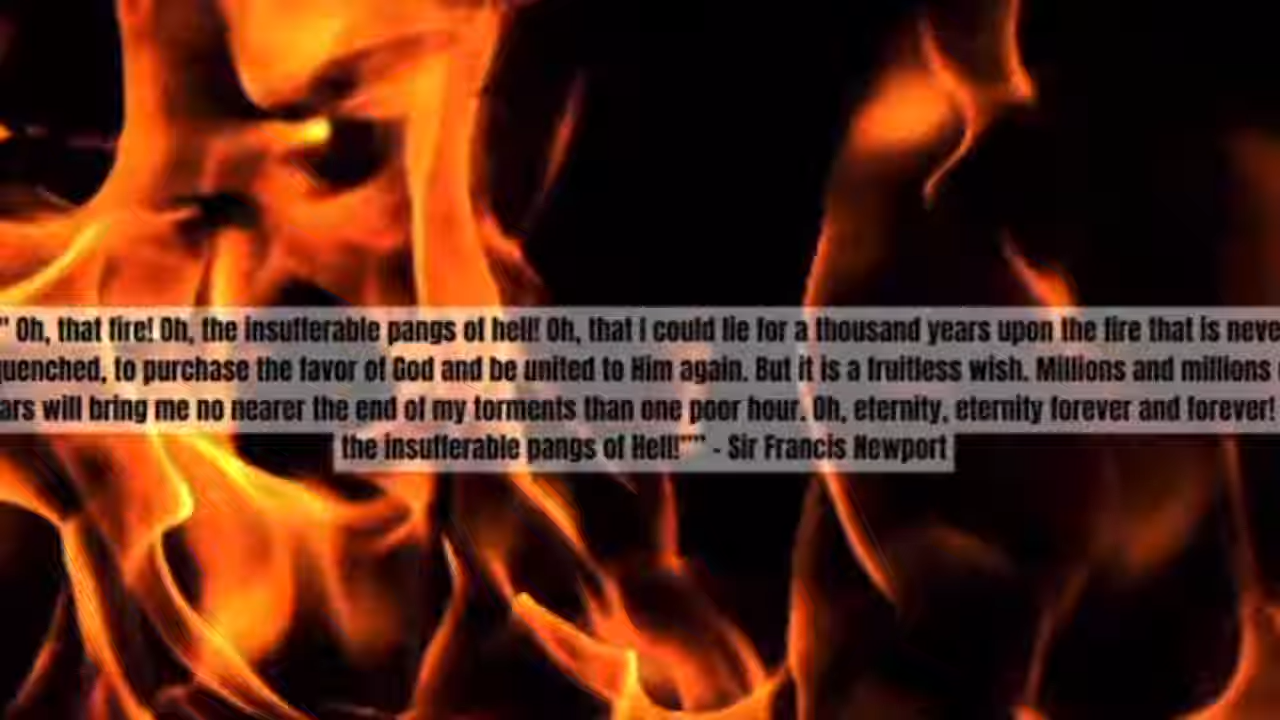 " Oh, that fire! Oh, the insufferable pangs of hell! Oh, that I could lie for a thousand years upon the fire that is neve
quenched, to purchase the favor of God and be united to Him again. But it is a fruitless wish. Millions and millions
ars will bring me no nearer the end of my torments than one poor hour. Oh, eternity, eternity forever and forever!
the insufferable pangs of Hell!"" - Sir Francis Newport